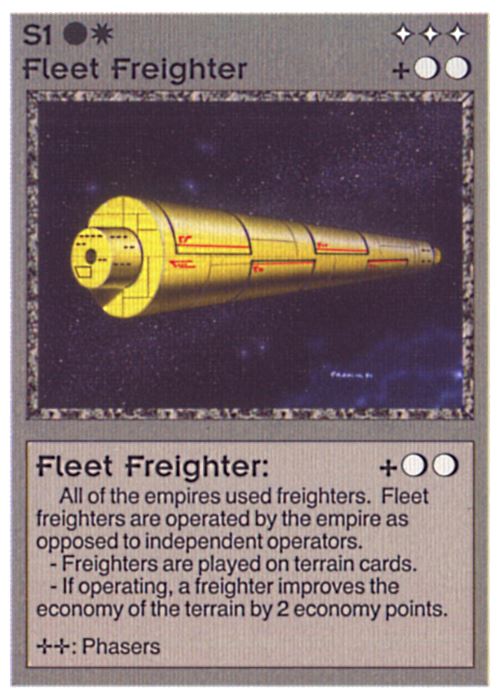 S1
Fleet Freighter +
Fleet Freighter: +
All of the empires used freighters. Fleet
freighters are operated by the empire as
opposed to independent operators.
- Freighters are played on terrain cards.
- If operating, a freighter improves the
economy of the terrain by 2 economy points.
++: Phasers